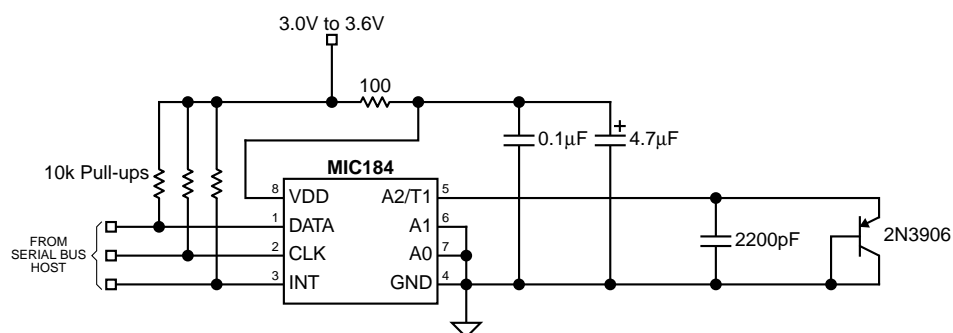 3.0V to 3.6V
100
0.1µF
+
4.7µF
10k Pull-ups
MIC184
8
VDD
A2/T1
5
1
DATA
A1
6
2
CLK
A0
7
3
INT
GND
4
FROM
SERIAL BUS
HOST
2200pF
2N3906